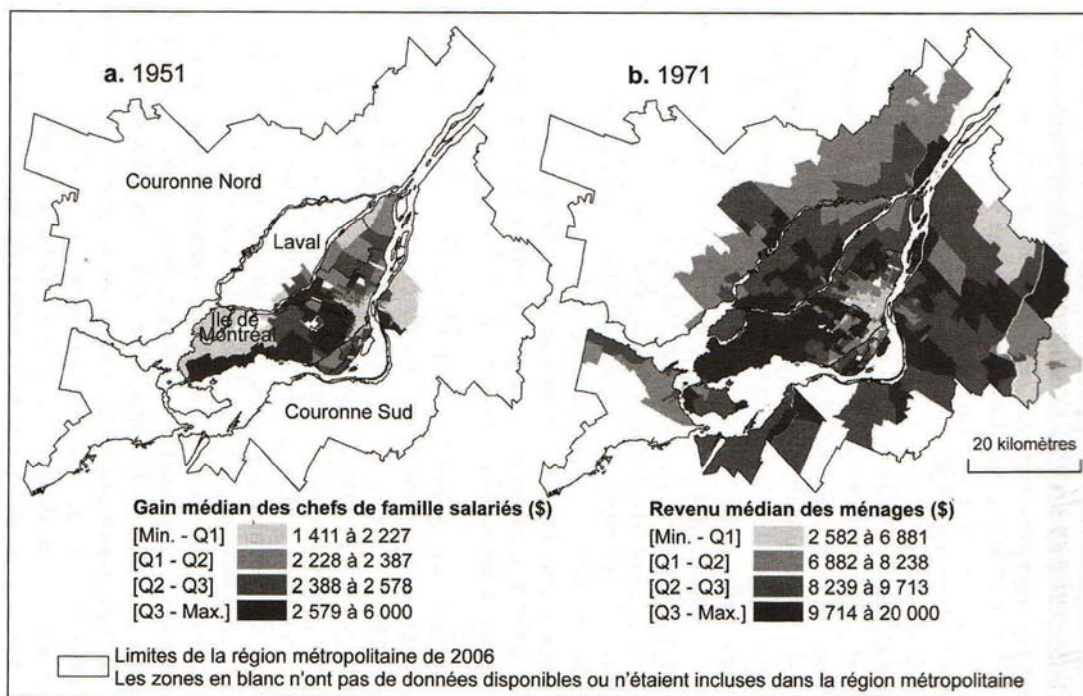 a. 1951
b. 1971
Couronne Nord
Laval
Île de
Montréal
Couronne Sud
20 kilomètres
Gain médian des chefs de famille salariés ($)
[Min. - Q1] 1 411 à 2 227
[Q1 - Q2] 2 228 à 2 387
[Q2 - Q3] 2 388 à 2 578
[Q3 - Max.] 2 579 à 6 000
Revenu médian des ménages ($)
[Min. - Q1] 2 582 à 6 881
[Q1 - Q2] 6 882 à 8 238
[Q2 - Q3] 8 239 à 9 713
[Q3 - Max.] 9 714 à 20 000
Limites de la région métropolitaine de 2006
Les zones en blanc n'ont pas de données disponibles ou n'étaient incluses dans la région métropolitaine